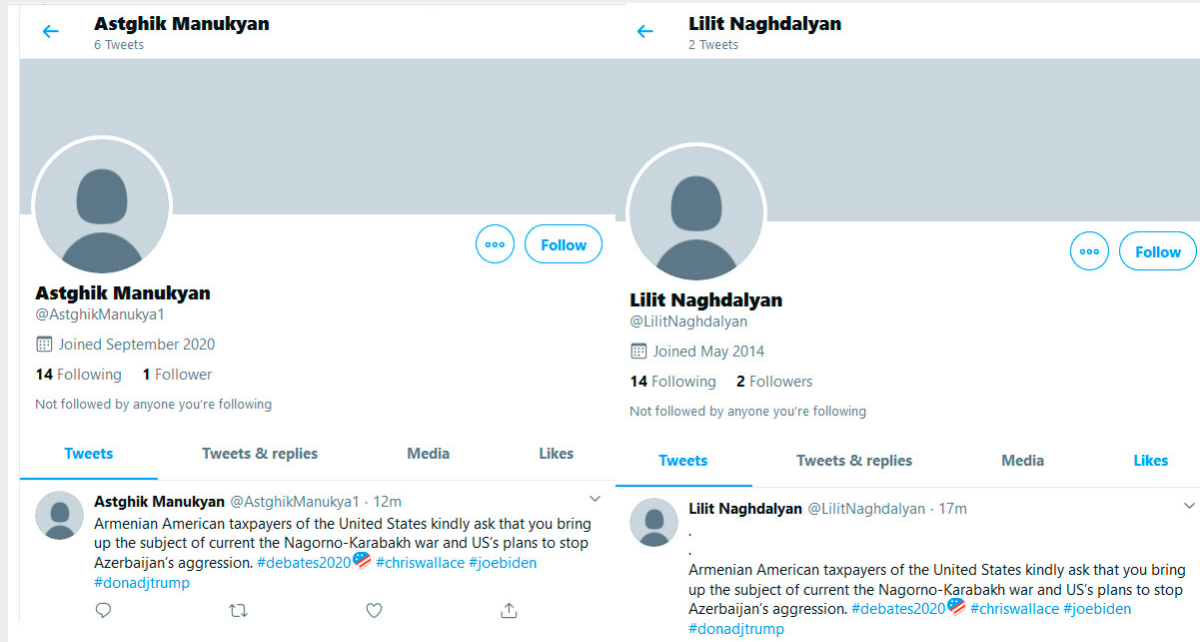 Astghik Manukyan
6 Tweets
Follow
Astghik Manukyan
@AstghikManukya1
Joined September 2020
14 Following 1 Follower
Not followed by anyone you're following
Tweets Tweets & replies Media Likes
Astghik Manukyan @AstghikManukya1 · 12m
Armenian American taxpayers of the United States kindly ask that you bring
up the subject of current the Nagorno-Karabakh war and US's plans to stop
Azerbaijan's aggression. #debates2020 #chriswallace #joebiden
#donadjtrump
Lilit Naghdalyan
2 Tweets
Follow
Lilit Naghdalyan
@LilitNaghdalyan
Joined May 2014
14 Following 2 Followers
Not followed by anyone you're following
Tweets Tweets & replies Media Likes
Lilit Naghdalyan @LilitNaghdalyan · 17m
.
.
Armenian American taxpayers of the United States kindly ask that you bring
up the subject of current the Nagorno-Karabakh war and US's plans to stop
Azerbaijan's aggression. #debates2020 #chriswallace #joebiden
#donadjtrump